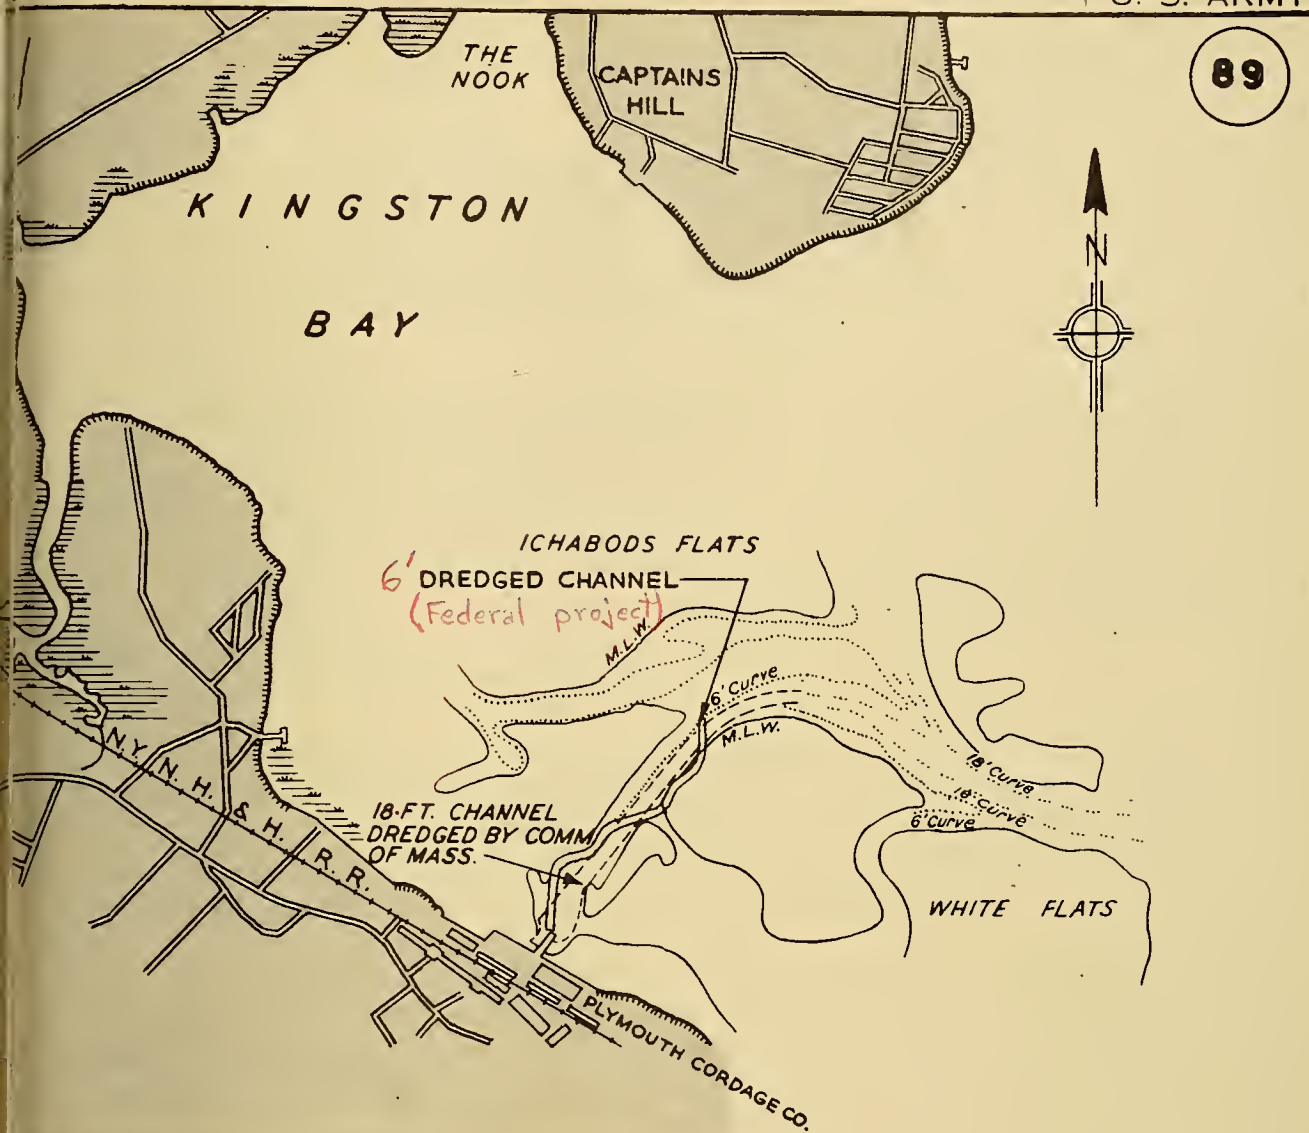 U. S. ARMY
89
THE
NOOK
CAPTAINS
HILL
KINGSTON
BAY
N
ICHABODS FLATS
6' DREDGED CHANNEL
(Federal project)
M.L.W.
6' Curve
M.L.W.
18' Curve
18' Curve
6' Curve
N.Y. N. H. & H. R. R.
18-FT. CHANNEL
DREDGED BY COMM.
OF MASS.
WHITE FLATS
PLYMOUTH CORDAGE CO.